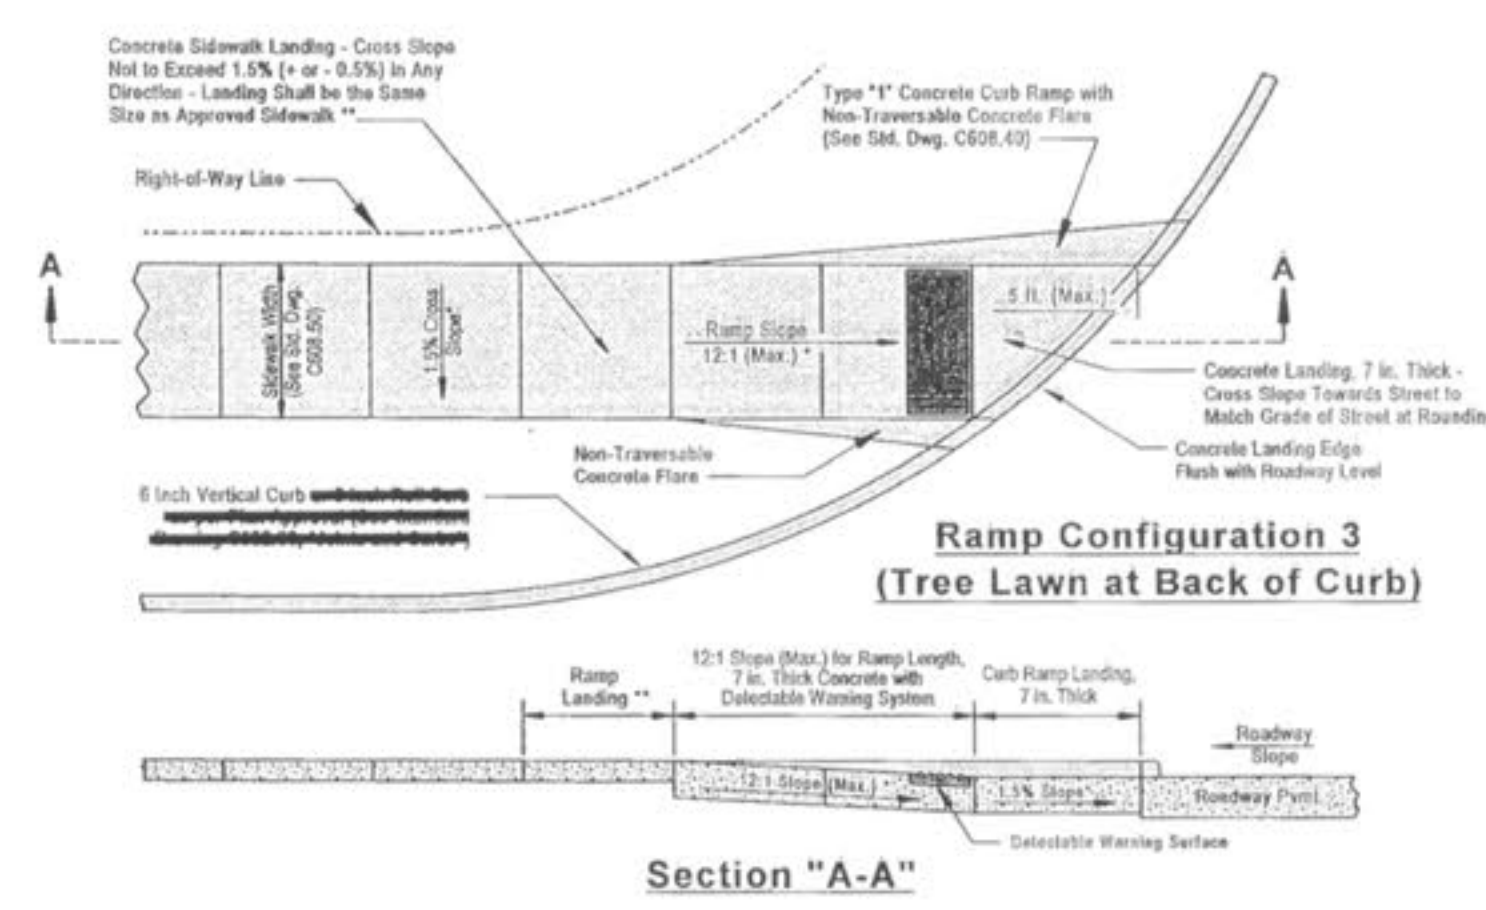 Concrete Sidewalk Landing - Cross Slope
Not to Exceed 1.5% (+ or - 0.5%) In Any
Direction - Landing Shall be the Same
Size as Approved Sidewalk **
Type "1" Concrete Curb Ramp with
Non-Traversable Concrete Flare
(See Std. Dwg. C608.40)
Right-of-Way Line
A
A
Sidewalk Width
(See Std. Dwg.
C608.50)
1.5% Cross
Slope*
Ramp Slope
12:1 (Max.) *
5 ft. (Max.)
Concrete Landing, 7 in. Thick -
Cross Slope Towards Street to
Match Grade of Street at Roundin
Concrete Landing Edge
Flush with Roadway Level
Non-Traversable
Concrete Flare
6 Inch Vertical Curb
Ramp Configuration 3
(Tree Lawn at Back of Curb)
Ramp
Landing **
12:1 Slope (Max.) for Ramp Length,
7 in. Thick Concrete with
Detectable Warning System
Curb Ramp Landing,
7 in. Thick
Roadway
Slope
12:1 Slope (Max.) *
1.5% Slope*
Roadway Pvmt.
Detectable Warning Surface
Section "A-A"